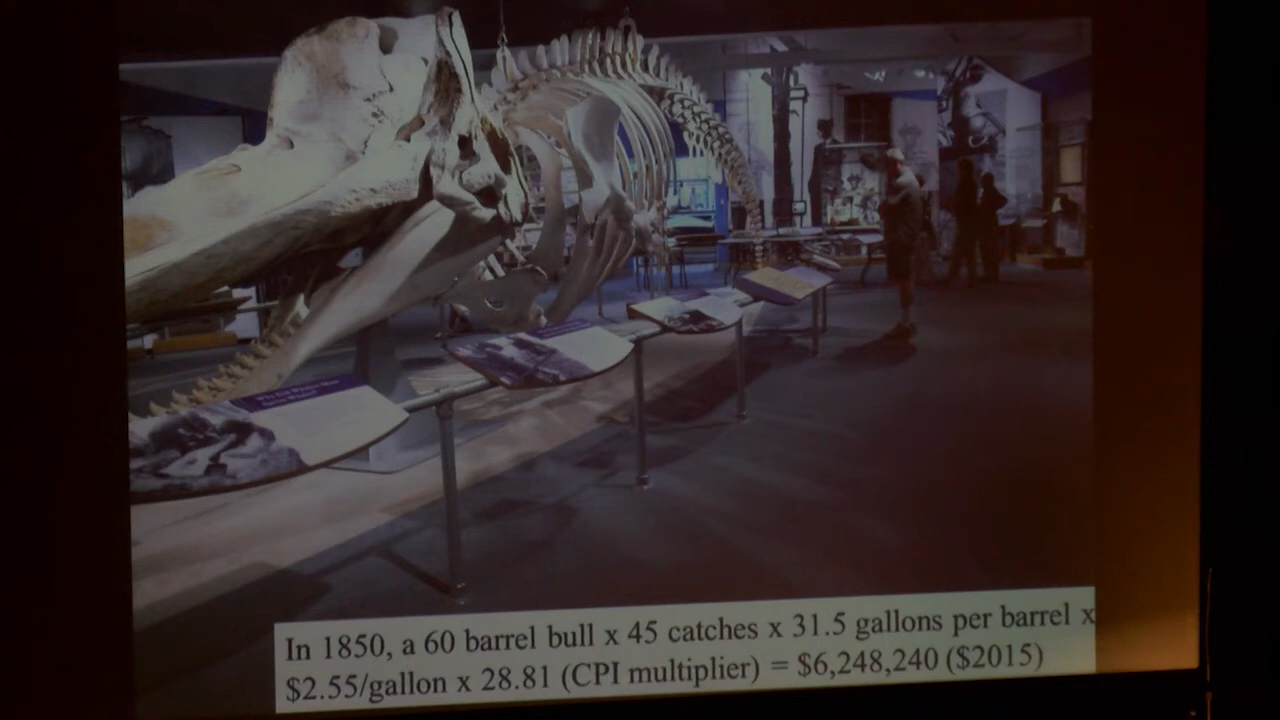 In 1850, a 60 barrel bull x 45 catches x 31.5 gallons per barrel x
$2.55/gallon x 28.81 (CPI multiplier) = $6,248,240 ($2015)